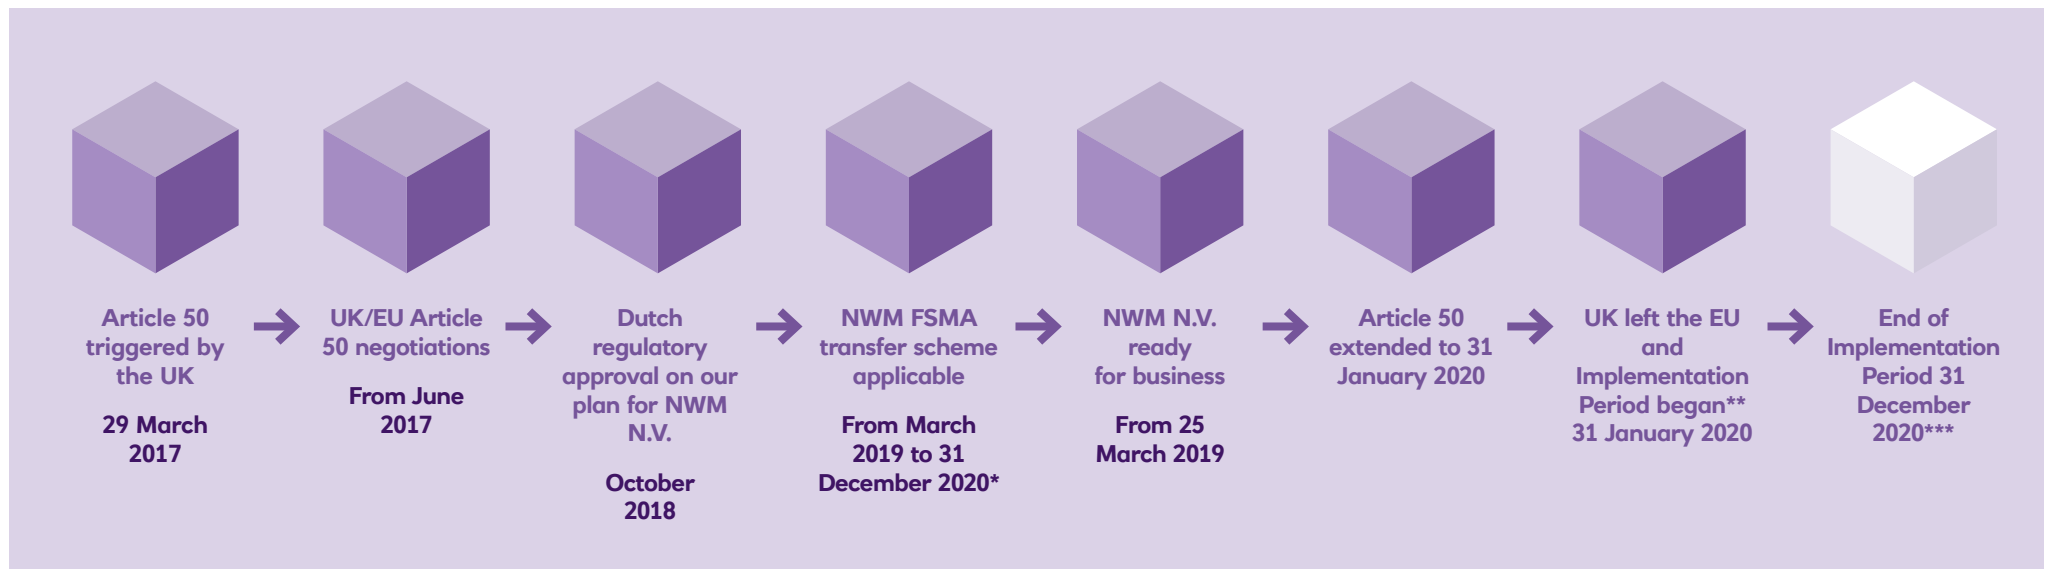 Article 50
triggered by
the UK
29 March
2017
UK/EU Article
50 negotiations
From June
2017
Dutch
regulatory
approval on our
plan for NWM
N.V.
October
2018
NWM FSMA
transfer scheme
applicable
From March
2019 to 31
December 2020*
NWM N.V.
ready
for business
From 25
March 2019
Article 50
extended to 31
January 2020
UK left the EU
and
Implementation
Period began**
31 January 2020
End of
Implementation
Period 31
December
2020***